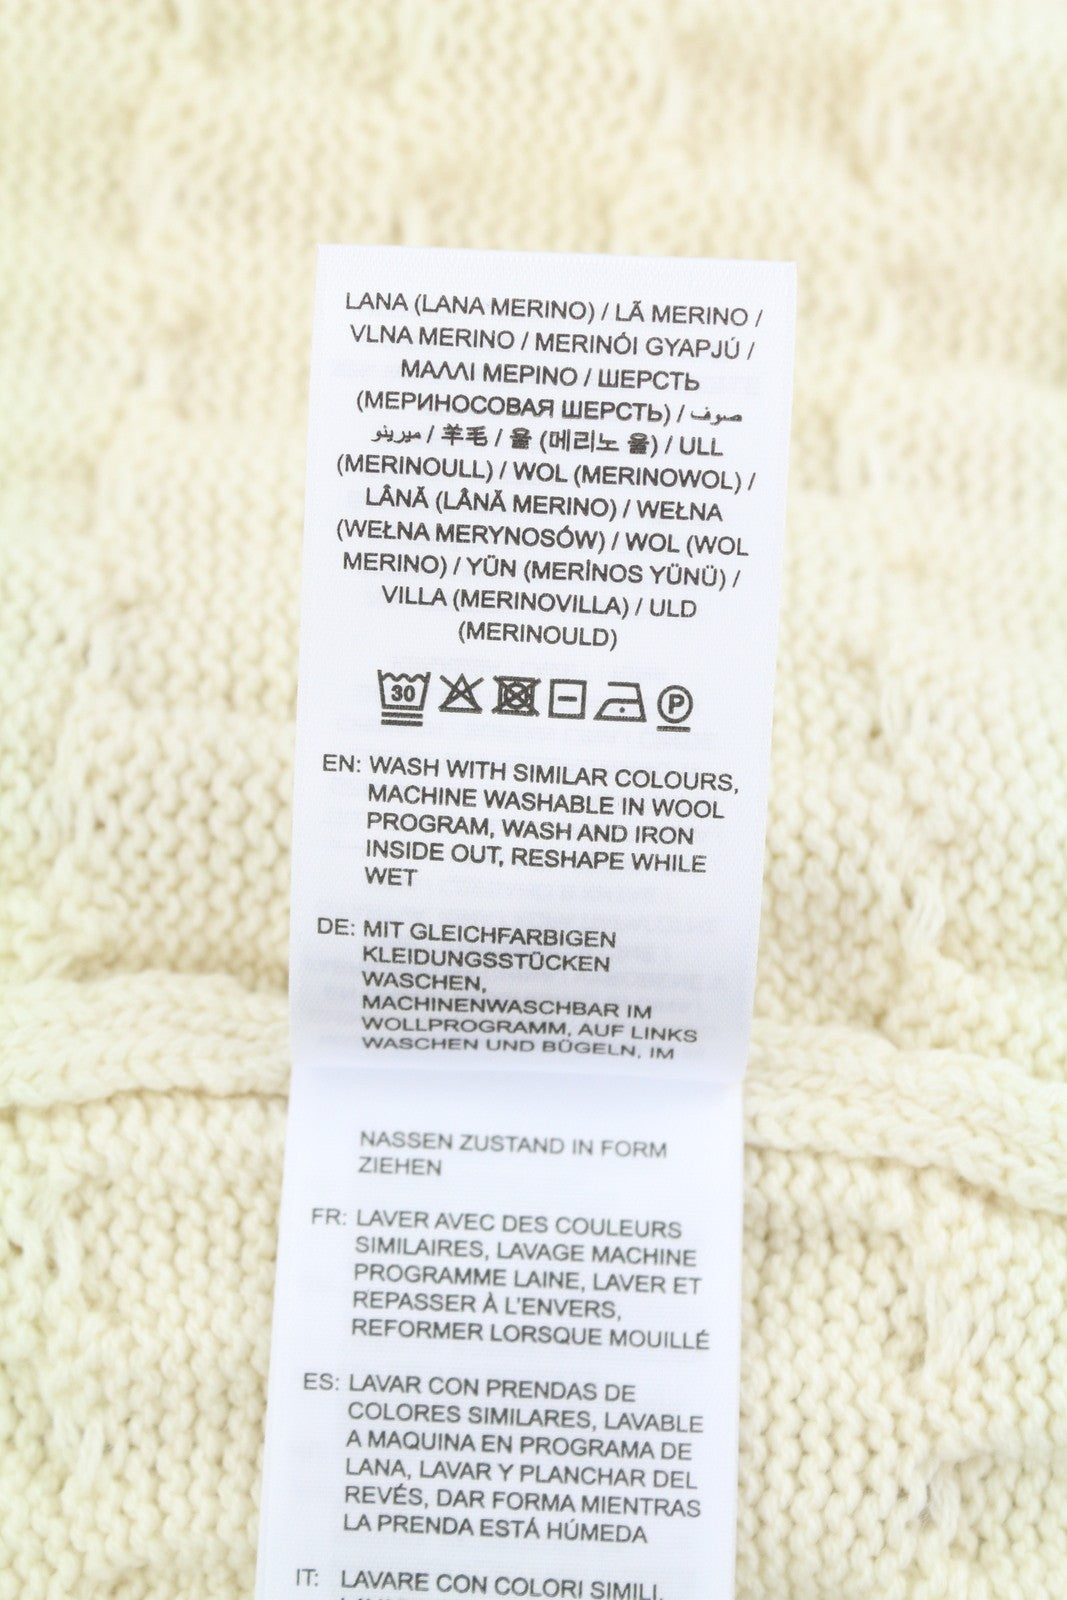 LANA (LANA MERINO) / LÃ MERINO /
VLNA MERINO / MERINÓI GYAPJÚ /
ΜΑΛΛΙ ΜΕΡΙΝΟ / ШЕРСТЬ
(МЕРИНОСОВАЯ ШЕРСТЬ) / صوف
ميرينو / 羊毛 / 울 (메리노 울) / ULL
(MERINOULL) / WOL (MERINOWOL) /
LÂNĂ (LÂNĂ MERINO) / WEŁNA
(WEŁNA MERYNOSÓW) / WOL (WOL
MERINO) / YÜN (MERİNOS YÜNÜ) /
VILLA (MERINOVILLA) / ULD
(MERINOULD)
30 P
EN: WASH WITH SIMILAR COLOURS,
MACHINE WASHABLE IN WOOL
PROGRAM, WASH AND IRON
INSIDE OUT, RESHAPE WHILE
WET
DE: MIT GLEICHFARBIGEN
KLEIDUNGSSTÜCKEN
WASCHEN,
MACHINENWASCHBAR IM
WOLLPROGRAMM, AUF LINKS
WASCHEN UND BÜGELN, IM
NASSEN ZUSTAND IN FORM
ZIEHEN
FR: LAVER AVEC DES COULEURS
SIMILAIRES, LAVAGE MACHINE
PROGRAMME LAINE, LAVER ET
REPASSER À L'ENVERS,
REFORMER LORSQUE MOUILLÉ
ES: LAVAR CON PRENDAS DE
COLORES SIMILARES, LAVABLE
A MAQUINA EN PROGRAMA DE
LANA, LAVAR Y PLANCHAR DEL
REVÉS, DAR FORMA MIENTRAS
LA PRENDA ESTÁ HÚMEDA
IT: LAVARE CON COLORI SIMILI,